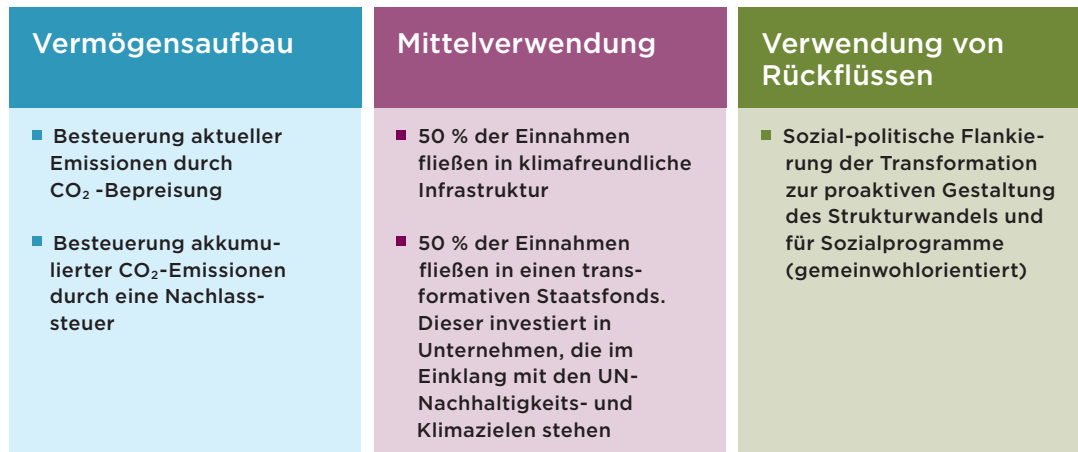 Vermögensaufbau
■ Besteuerung aktueller
Emissionen durch
CO₂ -Bepreisung
■ Besteuerung akkumu-
lierter CO₂-Emissionen
durch eine Nachlass-
steuer
Mittelverwendung
■ 50 % der Einnahmen
fließen in klimafreundliche
Infrastruktur
■ 50 % der Einnahmen
fließen in einen trans-
formativen Staatsfonds.
Dieser investiert in
Unternehmen, die im
Einklang mit den UN-
Nachhaltigkeits- und
Klimazielen stehen
Verwendung von
Rückflüssen
■ Sozial-politische Flankie-
rung der Transformation
zur proaktiven Gestaltung
des Strukturwandels und
für Sozialprogramme
(gemeinwohlorientiert)